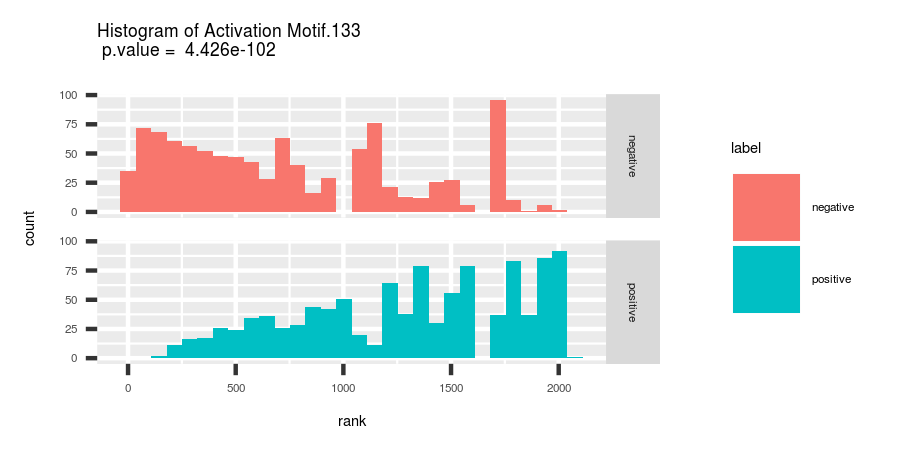 Histogram of Activation Motif.133
p.value = 4.426e-102
count
100
75
50
25
0
negative
100
75
50
25
0
positive
0 500 1000 1500 2000
rank
label
negative
positive